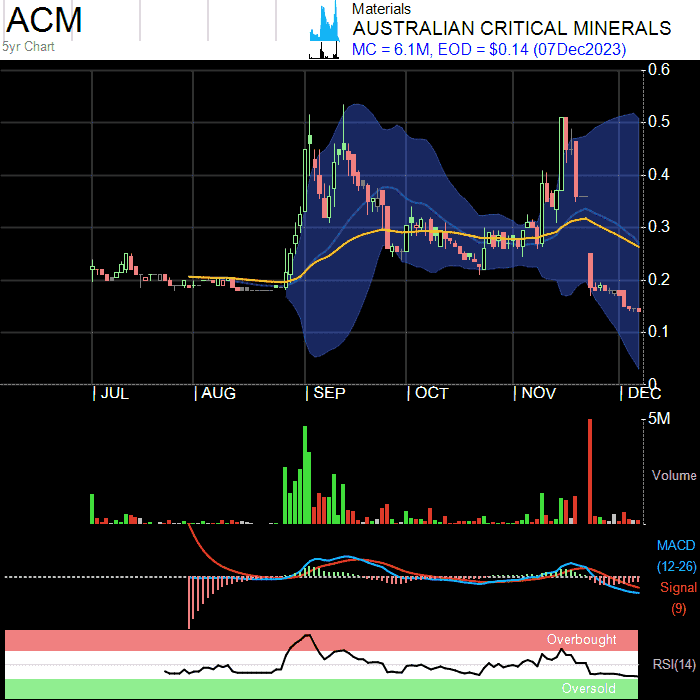 ACM
5yr Chart
Materials
AUSTRALIAN CRITICAL MINERALS
MC = 6.1M, EOD = $0.14 (07Dec2023)
0.6
0.5
0.4
0.3
0.2
0.1
0
JUL AUG SEP OCT NOV DEC
5M
Volume
MACD
(12-26)
Signal
(9)
Overbought
RSI(14)
Oversold